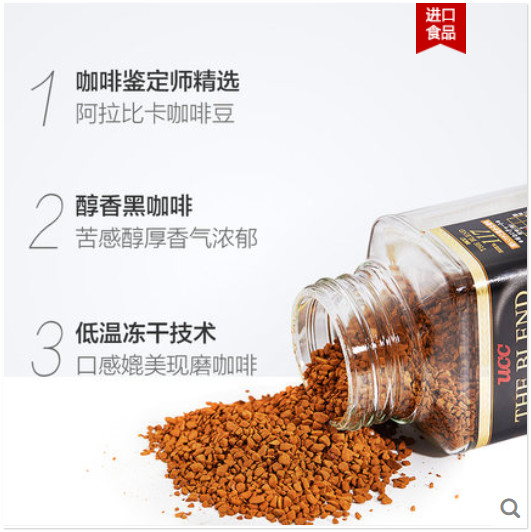 进口
食品
1
咖啡鉴定师精选
阿拉比卡咖啡豆
2
醇香黑咖啡
苦感醇厚香气浓郁
3
低温冻干技术
口感媲美现磨咖啡
117
UCC
THE BLEND